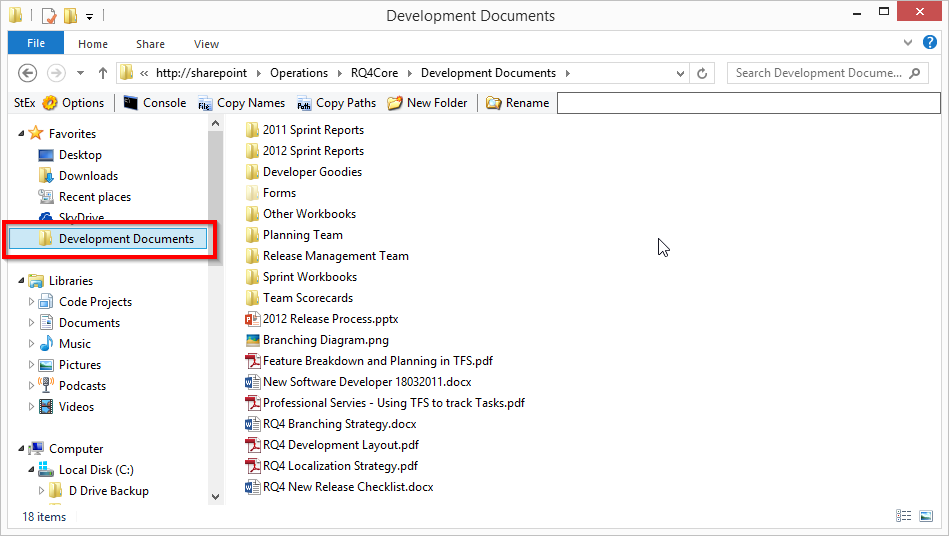 Development Documents
File Home Share View
« http://sharepoint Operations RQ4Core Development Documents Search Development Docume...
StEx Options Console Copy Names Copy Paths New Folder Rename
Favorites
Desktop
Downloads
Recent places
SkyDrive
Development Documents
Libraries
Code Projects
Documents
Music
Pictures
Podcasts
Videos
Computer
Local Disk (C:)
D Drive Backup
2011 Sprint Reports
2012 Sprint Reports
Developer Goodies
Forms
Other Workbooks
Planning Team
Release Management Team
Sprint Workbooks
Team Scorecards
2012 Release Process.pptx
Branching Diagram.png
Feature Breakdown and Planning in TFS.pdf
New Software Developer 18032011.docx
Professional Servies - Using TFS to track Tasks.pdf
RQ4 Branching Strategy.docx
RQ4 Development Layout.pdf
RQ4 Localization Strategy.pdf
RQ4 New Release Checklist.docx
18 items